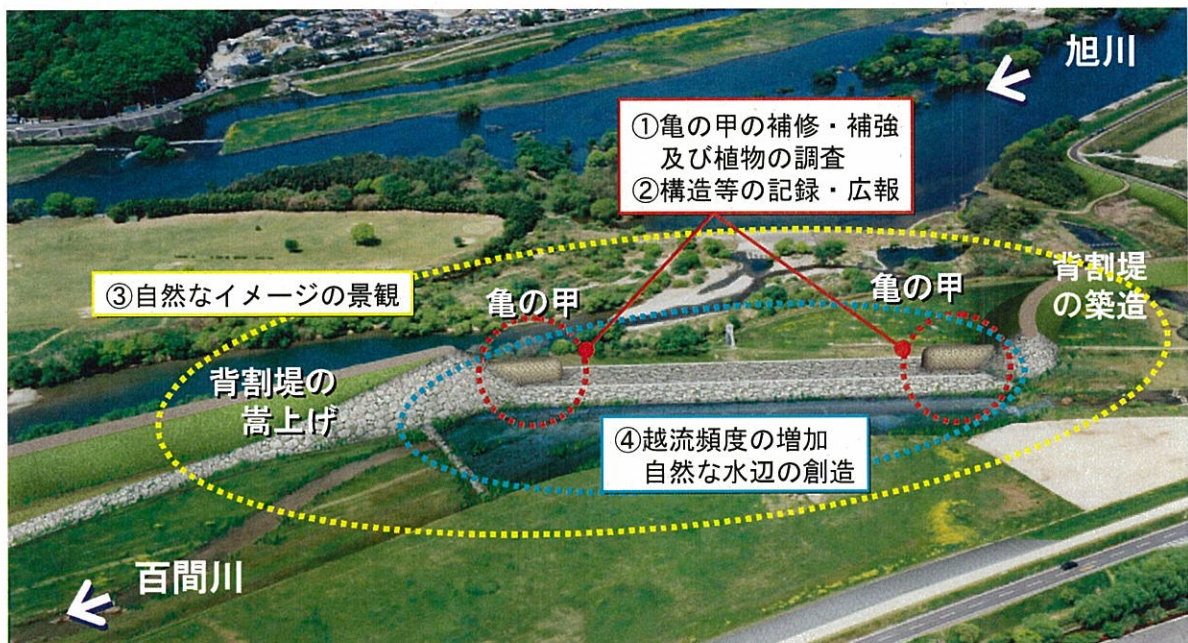 旭川
①亀の甲の補修・補強
及び植物の調査
②構造等の記録・広報
③自然なイメージの景観
亀の甲
亀の甲
背割堤
の築造
背割堤の
嵩上げ
④越流頻度の増加
自然な水辺の創造
百間川